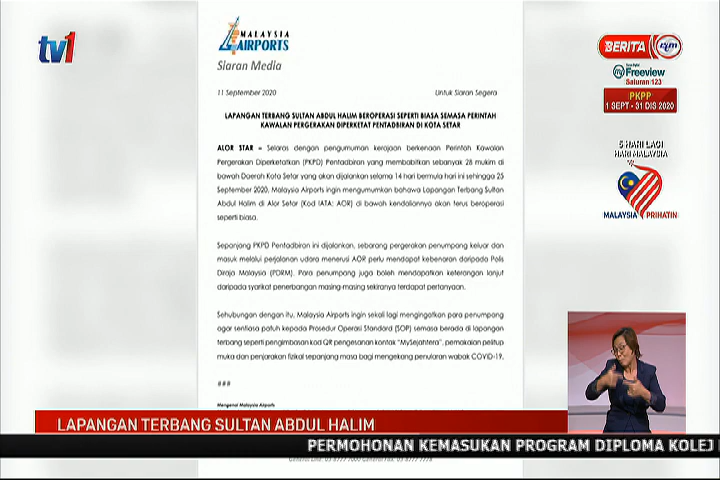 tv1
MALAYSIA
AIRPORTS
Siaran Media
11 September 2020
Untuk Siaran Segera
LAPANGAN TERBANG SULTAN ABDUL HALIM BEROPERASI SEPERTI BIASA SEMASA PERINTAH
KAWALAN PERGERAKAN DIPERKETAT PENTADBIRAN DI KOTA SETAR
ALOR STAR – Selaras dengan pengumuman kerajaan berkenaan Perintah Kawalan
Pergerakan Diperketatkan (PKPD) Pentadbiran yang membabitkan sebanyak 28 mukim di
bawah Daerah Kota Setar yang akan dijalankan selama 14 hari bermula hari ini sehingga 25
September 2020, Malaysia Airports ingin mengumumkan bahawa Lapangan Terbang Sultan
Abdul Halim di Alor Setar (Kod IATA: AOR) di bawah kendaliannya akan terus beroperasi
seperti biasa.
Sepanjang PKPD Pentadbiran ini dijalankan, sebarang pergerakan penumpang keluar dan
masuk melalui perjalanan udara menerusi AOR perlu mendapat kebenaran daripada Polis
Diraja Malaysia (PDRM). Para penumpang juga boleh mendapatkan keterangan lanjut
daripada syarikat penerbangan masing-masing sekiranya terdapat pertanyaan.
Sehubungan dengan itu, Malaysia Airports ingin sekali lagi mengingatkan para penumpang
agar sentiasa patuh kepada Prosedur Operasi Standard (SOP) semasa berada di lapangan
terbang seperti pengimbasan kod QR pengesanan kontak "MySejahtera", pemakaian pelitup
muka dan penjarakan fizikal sepanjang masa bagi mengekang penularan wabak COVID-19.
###
Mengenai Malaysia Airports
BERITA rtm
my Freeview
Saluran 123
PKPP
1 SEPT - 31 DIS 2020
5 HARI LAGI
HARI MALAYSIA
MALAYSIA PRIHATIN
LAPANGAN TERBANG SULTAN ABDUL HALIM
PERMOHONAN KEMASUKAN PROGRAM DIPLOMA KOLEJ